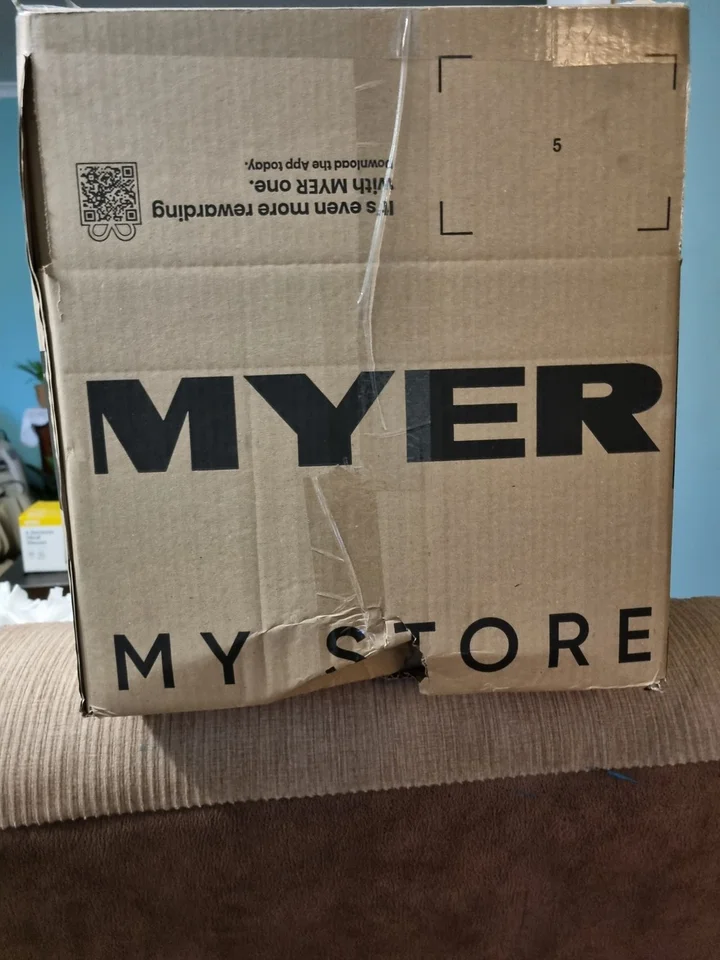 5
It's even more rewarding
with MYER one.
Download the App today.
MYER
MY STORE